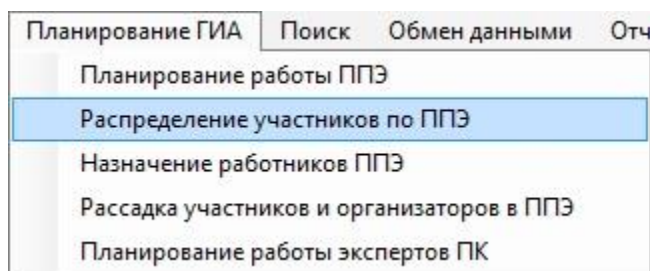 Планирование ГИА Поиск Обмен данными Отч
Планирование работы ППЭ
Распределение участников по ППЭ
Назначение работников ППЭ
Рассадка участников и организаторов в ППЭ
Планирование работы экспертов ПК